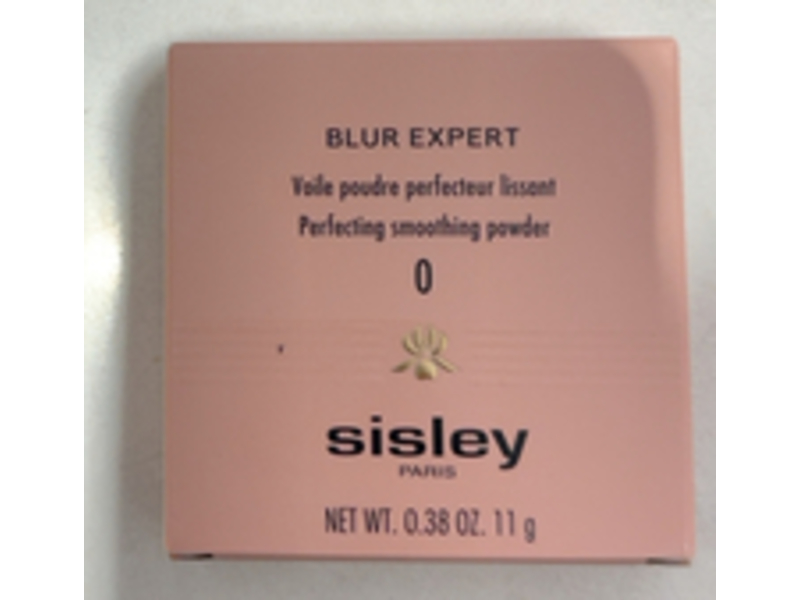 BLUR EXPERT
Voile poudre perfecteur lissant
Perfecting smoothing powder
0
sisley
PARIS
NET WT. 0.38 OZ. 11 g